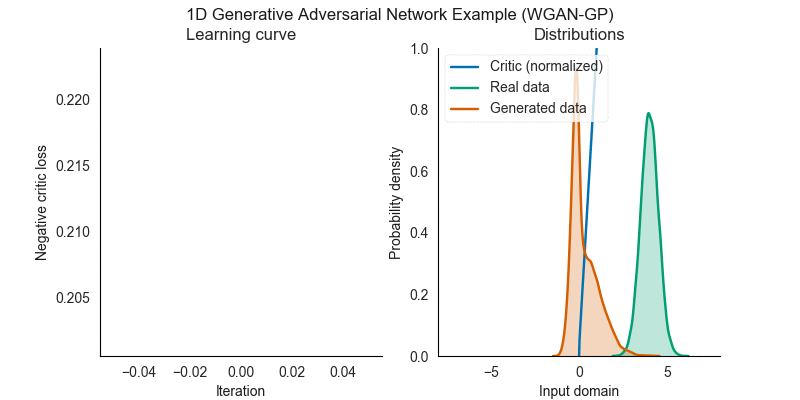 1D Generative Adversarial Network Example (WGAN-GP)
Learning curve
Negative critic loss
0.220
0.215
0.210
0.205
−0.04 −0.02 0.00 0.02 0.04
Iteration
Distributions
Critic (normalized)
Real data
Generated data
Probability density
1.0
0.8
0.6
0.4
0.2
0.0
−5 0 5
Input domain